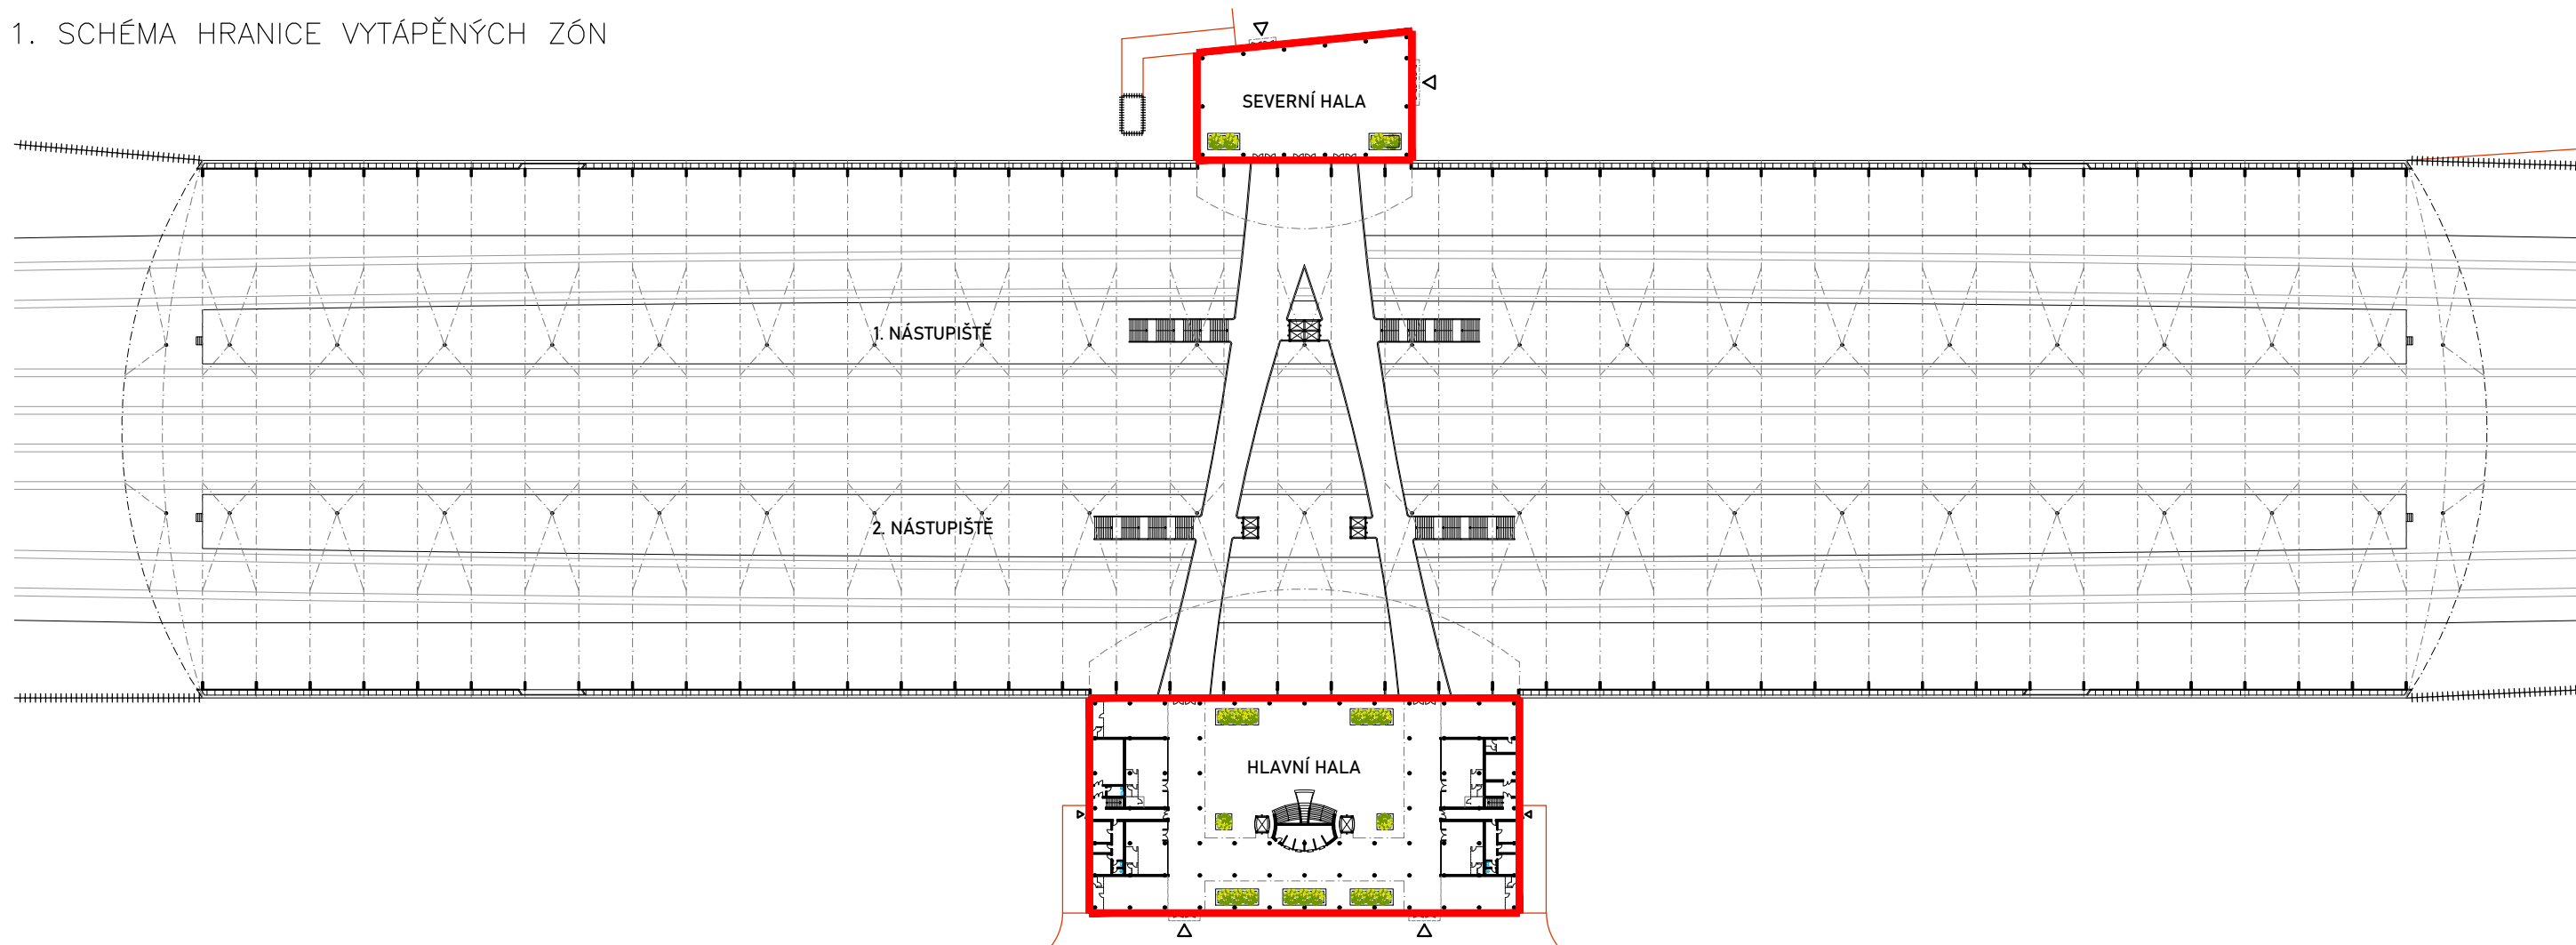 1. SCHÉMA HRANICE VYTÁPĚNÝCH ZÓN
SEVERNÍ HALA
1. NÁSTUPIŠTĚ
2. NÁSTUPIŠTĚ
HLAVNÍ HALA